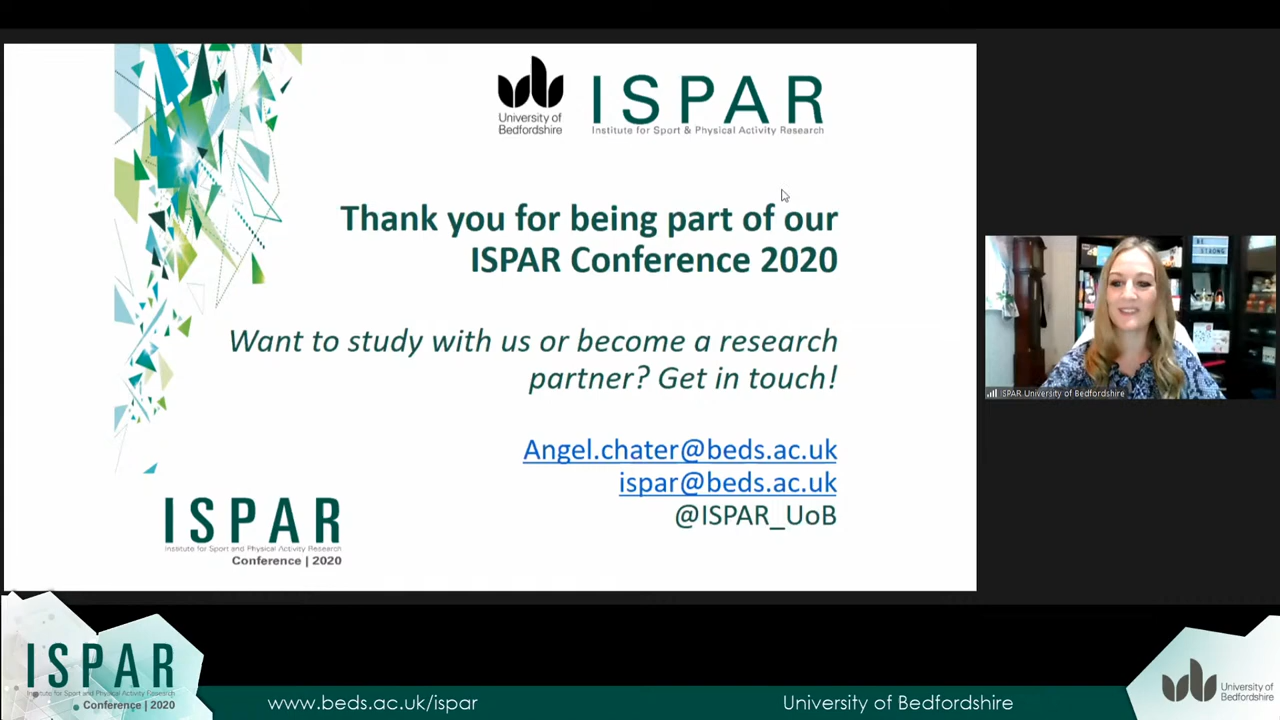 University of
Bedfordshire
ISPAR
Institute for Sport & Physical Activity Research
Thank you for being part of our
ISPAR Conference 2020
Want to study with us or become a research
partner? Get in touch!
Angel.chater@beds.ac.uk
ispar@beds.ac.uk
@ISPAR_UoB
ISPAR
Institute for Sport and Physical Activity Research
Conference | 2020
BE
STRONG
ISPAR University of Bedfordshire
ISPAR
Institute for Sport and Physical Activity Research
Conference | 2020
www.beds.ac.uk/ispar
University of Bedfordshire
University of
Bedfordshire